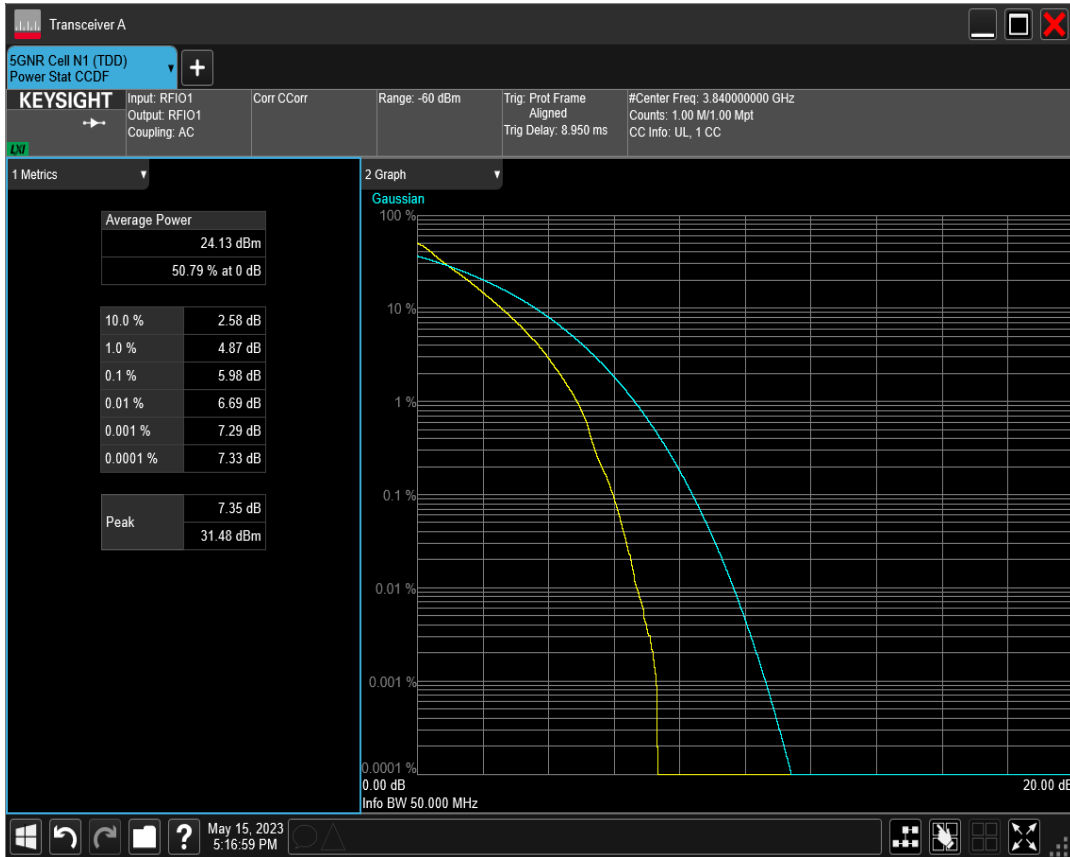 Transceiver A
5GNR Cell N1 (TDD)
Power Stat CCDF
+
KEYSIGHT
LXI
Input: RFIO1
Output: RFIO1
Coupling: AC
Corr CCorr
Range: -60 dBm
Trig: Prot Frame
Aligned
Trig Delay: 8.950 ms
#Center Freq: 3.840000000 GHz
Counts: 1.00 M/1.00 Mpt
CC Info: UL, 1 CC
1 Metrics
Average Power
24.13 dBm
50.79 % at 0 dB
10.0 % 2.58 dB
1.0 % 4.87 dB
0.1 % 5.98 dB
0.01 % 6.69 dB
0.001 % 7.29 dB
0.0001 % 7.33 dB
Peak
7.35 dB
31.48 dBm
2 Graph
Gaussian
100 %
10 %
1 %
0.1 %
0.01 %
0.001 %
0.0001 %
0.00 dB
20.00 dB
Info BW 50.000 MHz
?
May 15, 2023
5:16:59 PM